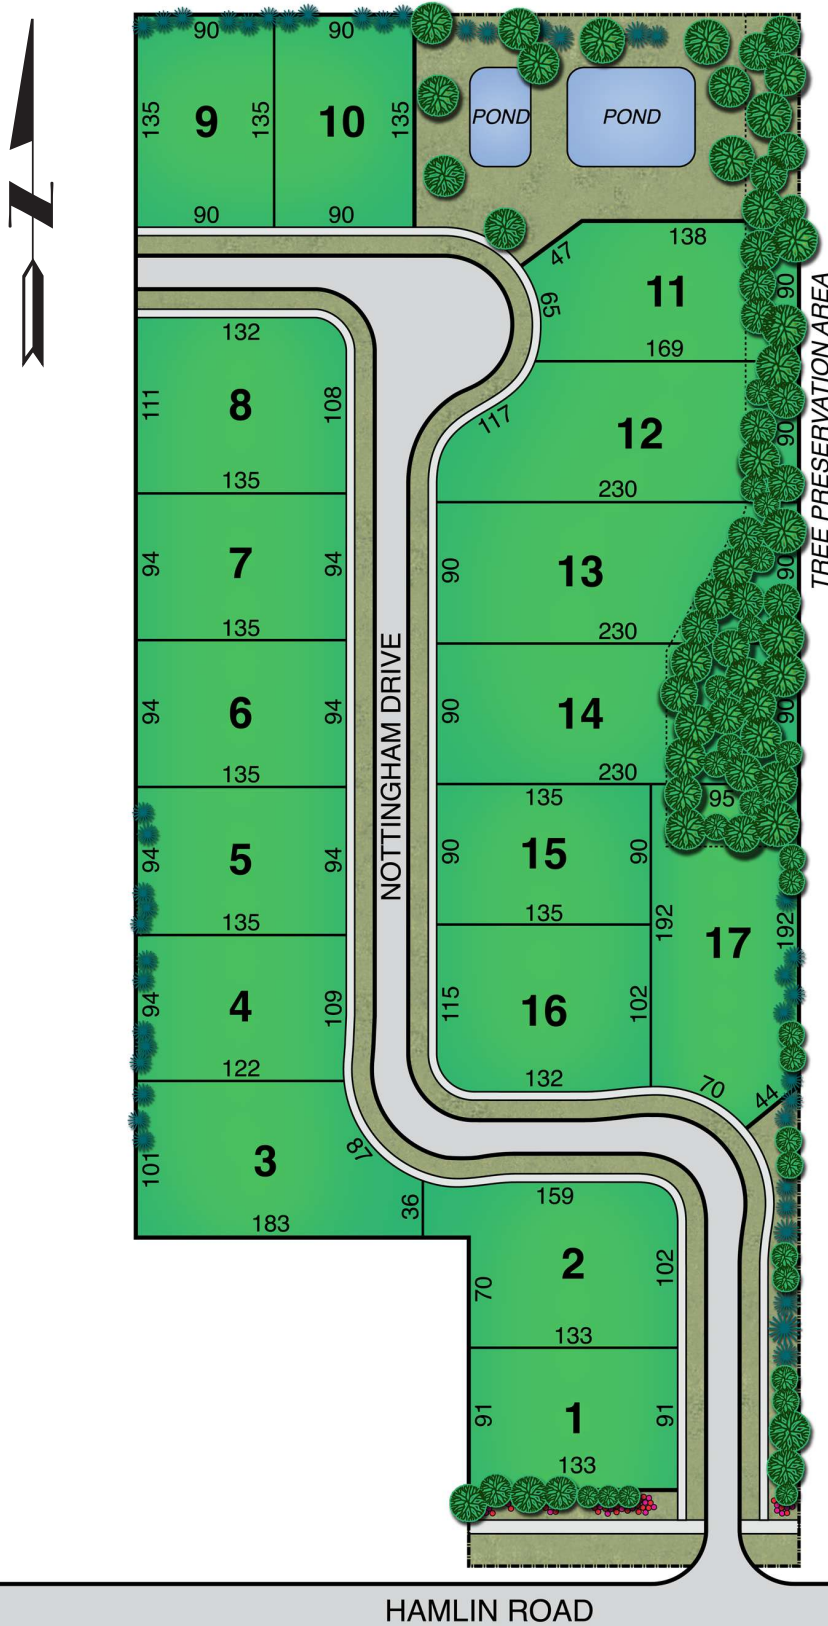 90 90
135 9 135 10 135
90 90
POND POND
N
47 138
65 11 90
169
117 12 90
230
TREE PRESERVATION AREA
132
111 8 108
135
94 7 94
135
94 6 94
135
94 5 94
135
94 4 109
122
101 3 87
183 36
NOTTINGHAM DRIVE
90 13 90
230
90 14 90
230
135 95
90 15 90
135
192 17 192
115 16 102
132
70 44
159
70 2 102
133
91 1 91
133
HAMLIN ROAD